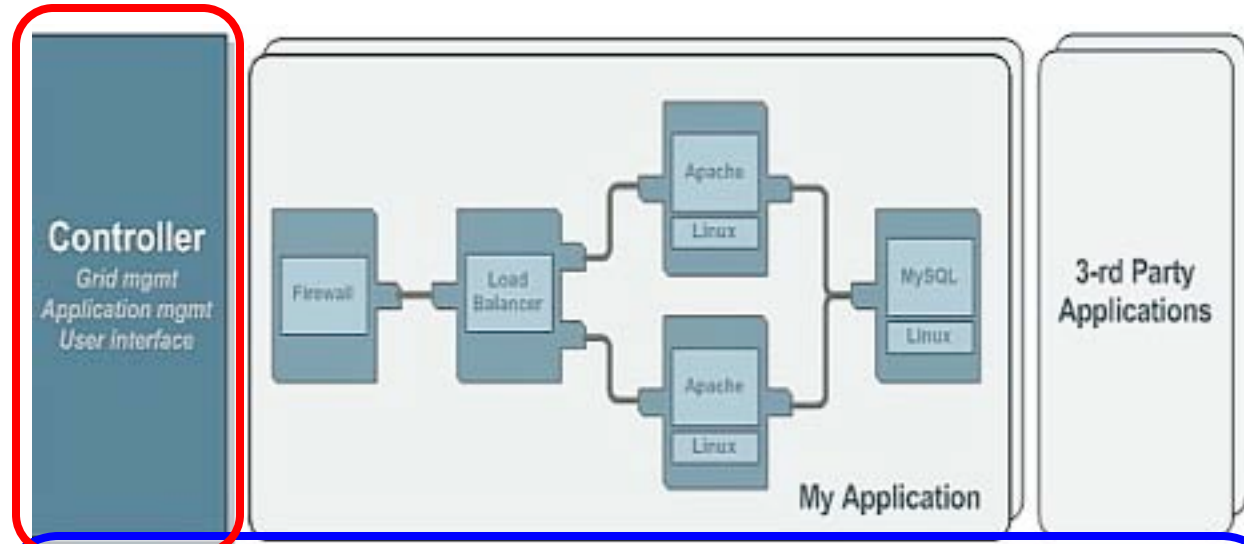 Controller
Grid mgmt
Application mgmt
User interface
Firewall
Load
Balancer
Apache
Linux
Apache
Linux
MySQL
Linux
My Application
3-rd Party
Applications